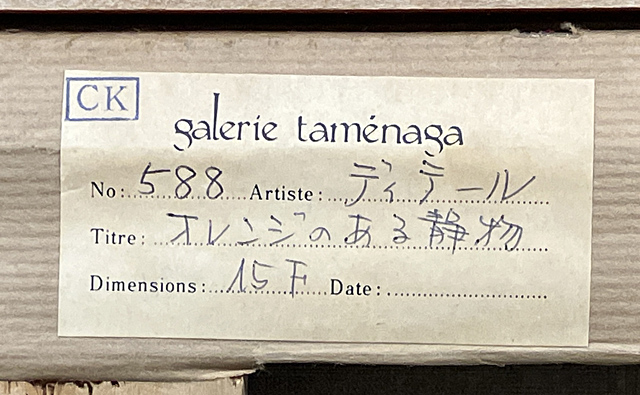 CK
galerie taménaga
No: 588 Artiste: ディテール
Titre: オレンジのある静物
Dimensions: 15F Date: